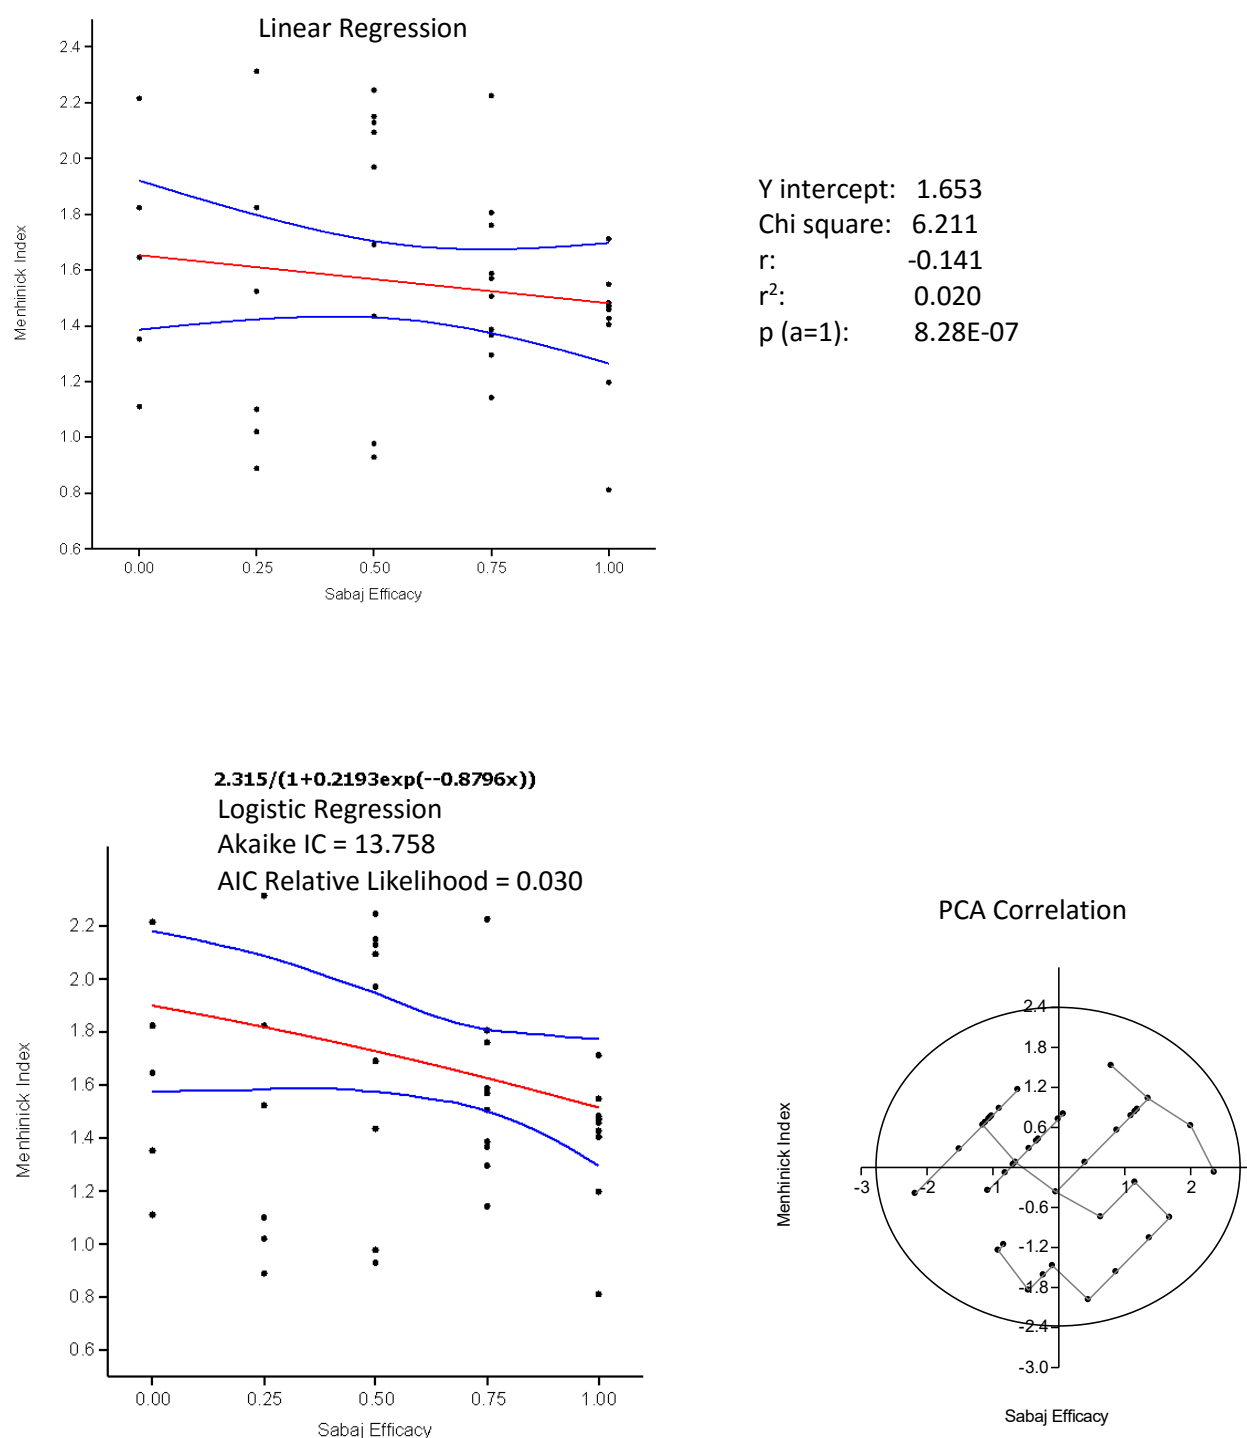 Linear Regression
2.4
2.2
2.0
1.8
1.6
1.4
1.2
1.0
0.8
0.6
Menhinick Index
0.00 0.25 0.50 0.75 1.00
Sabaj Efficacy
Y intercept: 1.653
Chi square: 6.211
r: -0.141
r²: 0.020
p (a=1): 8.28E-07
2.315/(1+0.2193exp(--0.8796x))
Logistic Regression
Akaike IC = 13.758
AIC Relative Likelihood = 0.030
2.2
2.0
1.8
1.6
1.4
1.2
1.0
0.8
0.6
Menhinick Index
0.00 0.25 0.50 0.75 1.00
Sabaj Efficacy
PCA Correlation
2.4
1.8
1.2
0.6
-3 -2 -1 1 2
-0.6
-1.2
-1.8
-2.4
-3.0
Menhinick Index
Sabaj Efficacy